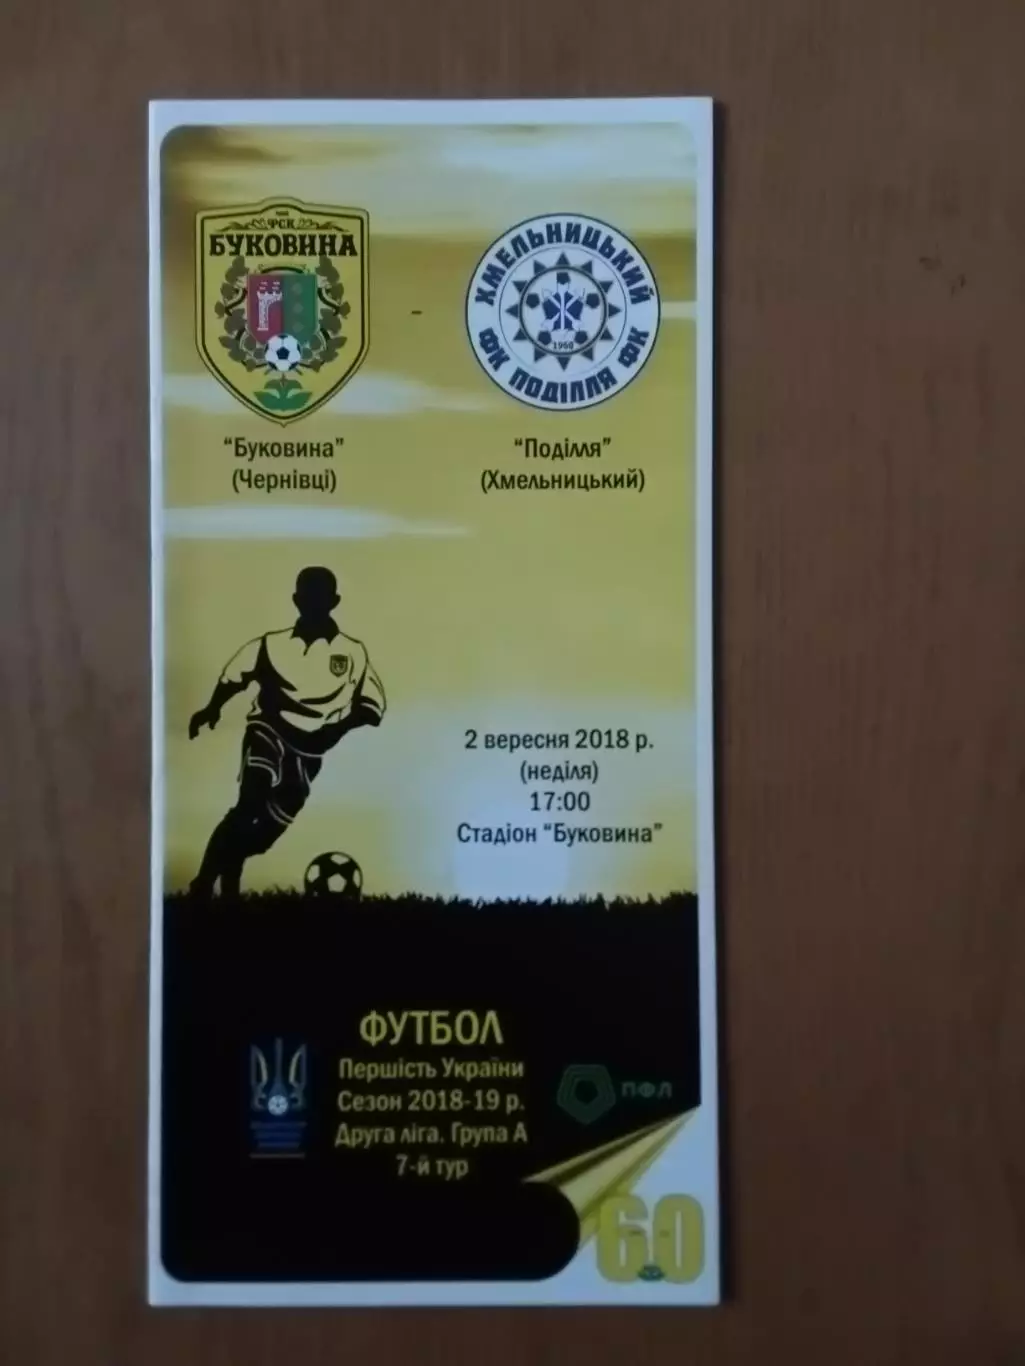 ФСК
БУКОВИНА
ХМЕЛЬНИЦЬКИЙ
1960
ФК ПОДІЛЛЯ ФК
“Буковина”
(Чернівці)
“Поділля”
(Хмельницький)
2 вересня 2018 р.
(неділя)
17:00
Стадіон “Буковина”
ФУТБОЛ
Першість України
Сезон 2018-19 р.
Друга ліга. Група А
7-й тур
ПФЛ
60